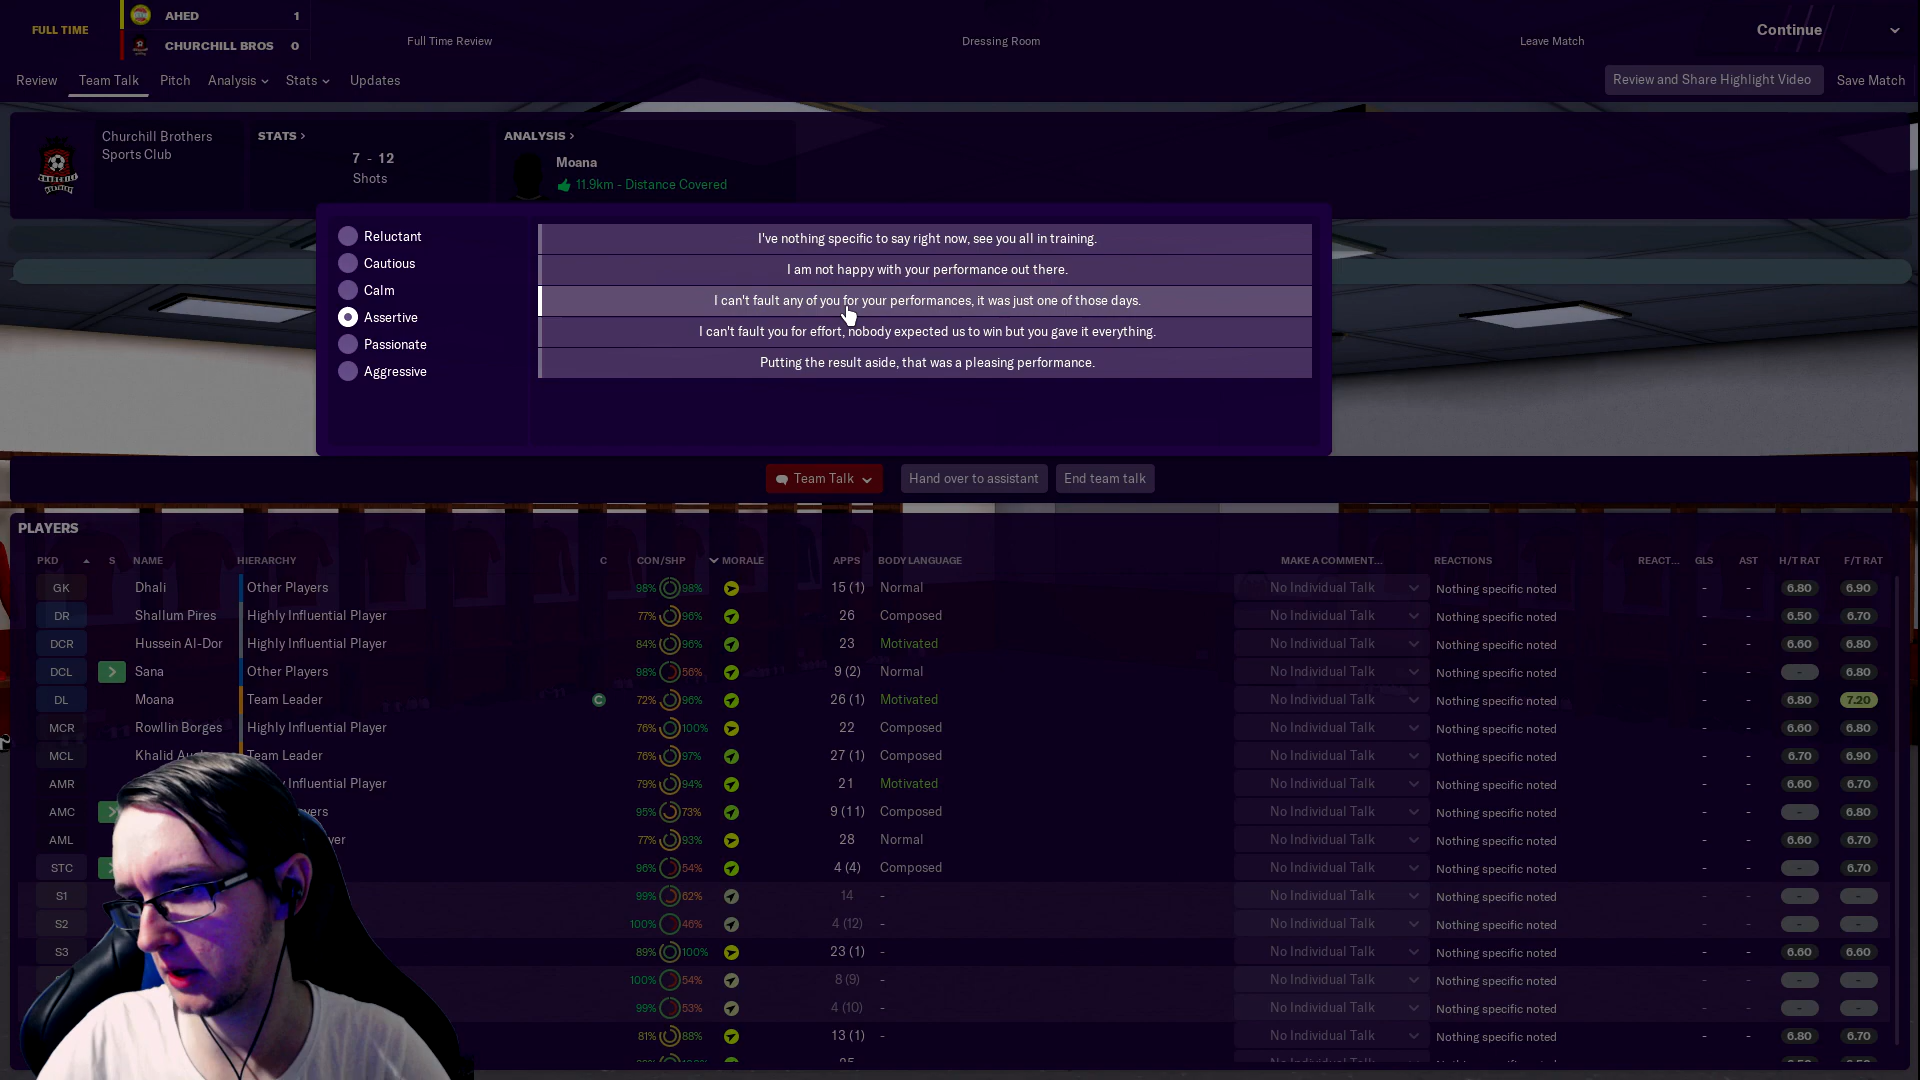 FULL TIME
AHED 1
CHURCHILL BROS 0
Full Time Review
Dressing Room
Leave Match
Continue
Review Team Talk Pitch Analysis Stats Updates
Review and Share Highlight Video Save Match
Churchill Brothers
Sports Club
STATS >
7 - 12
Shots
ANALYSIS >
Moana
11.9km - Distance Covered
Reluctant
Cautious
Calm
Assertive
Passionate
Aggressive
I've nothing specific to say right now, see you all in training.
I am not happy with your performance out there.
I can't fault any of you for your performances, it was just one of those days.
I can't fault you for effort, nobody expected us to win but you gave it everything.
Putting the result aside, that was a pleasing performance.
Team Talk Hand over to assistant End team talk
PLAYERS
PKD S NAME HIERARCHY C CON/SHP MORALE APPS BODY LANGUAGE MAKE A COMMENT... REACTIONS REACT... GLS AST H/T RAT F/T RAT
GK Dhali Other Players 98% 98% 15 (1) Normal No Individual Talk Nothing specific noted - - 6.80 6.90
DR Shallum Pires Highly Influential Player 77% 96% 26 Composed No Individual Talk Nothing specific noted - - 6.50 6.70
DCR Hussein Al-Dor Highly Influential Player 84% 96% 23 Motivated No Individual Talk Nothing specific noted - - 6.60 6.80
DCL Sana Other Players 98% 56% 9 (2) Normal No Individual Talk Nothing specific noted - - - 6.80
DL Moana Team Leader C 72% 96% 26 (1) Motivated No Individual Talk Nothing specific noted - - 6.80 7.20
MCR Rowllin Borges Highly Influential Player 76% 100% 22 Composed No Individual Talk Nothing specific noted - - 6.60 6.80
MCL Khalid Team Leader 76% 97% 27 (1) Composed No Individual Talk Nothing specific noted - - 6.70 6.90
AMR Influential Player 79% 94% 21 Motivated No Individual Talk Nothing specific noted - - 6.60 6.70
AMC 95% 73% 9 (11) Composed No Individual Talk Nothing specific noted - - - 6.80
AML 77% 93% 28 Normal No Individual Talk Nothing specific noted - - 6.60 6.70
STC 96% 54% 4 (4) Composed No Individual Talk Nothing specific noted - - - 6.70
S1 99% 62% 14 - No Individual Talk Nothing specific noted - - - -
S2 100% 46% 4 (12) - No Individual Talk Nothing specific noted - - - -
S3 89% 100% 23 (1) - No Individual Talk Nothing specific noted - - 6.60 6.60
100% 54% 8 (9) - No Individual Talk Nothing specific noted - - - -
99% 53% 4 (10) - No Individual Talk Nothing specific noted - - - -
81% 88% 13 (1) - No Individual Talk Nothing specific noted - - 6.80 6.70
No Individual Talk Nothing specific noted